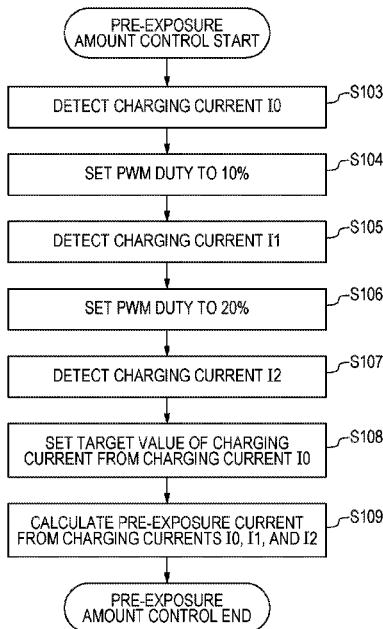 PRE-EXPOSURE
AMOUNT CONTROL START
DETECT CHARGING CURRENT I0
S103
SET PWM DUTY TO 10%
S104
DETECT CHARGING CURRENT I1
S105
SET PWM DUTY TO 20%
S106
DETECT CHARGING CURRENT I2
S107
SET TARGET VALUE OF CHARGING
CURRENT FROM CHARGING CURRENT I0
S108
CALCULATE PRE-EXPOSURE CURRENT
FROM CHARGING CURRENTS I0, I1, AND I2
S109
PRE-EXPOSURE
AMOUNT CONTROL END